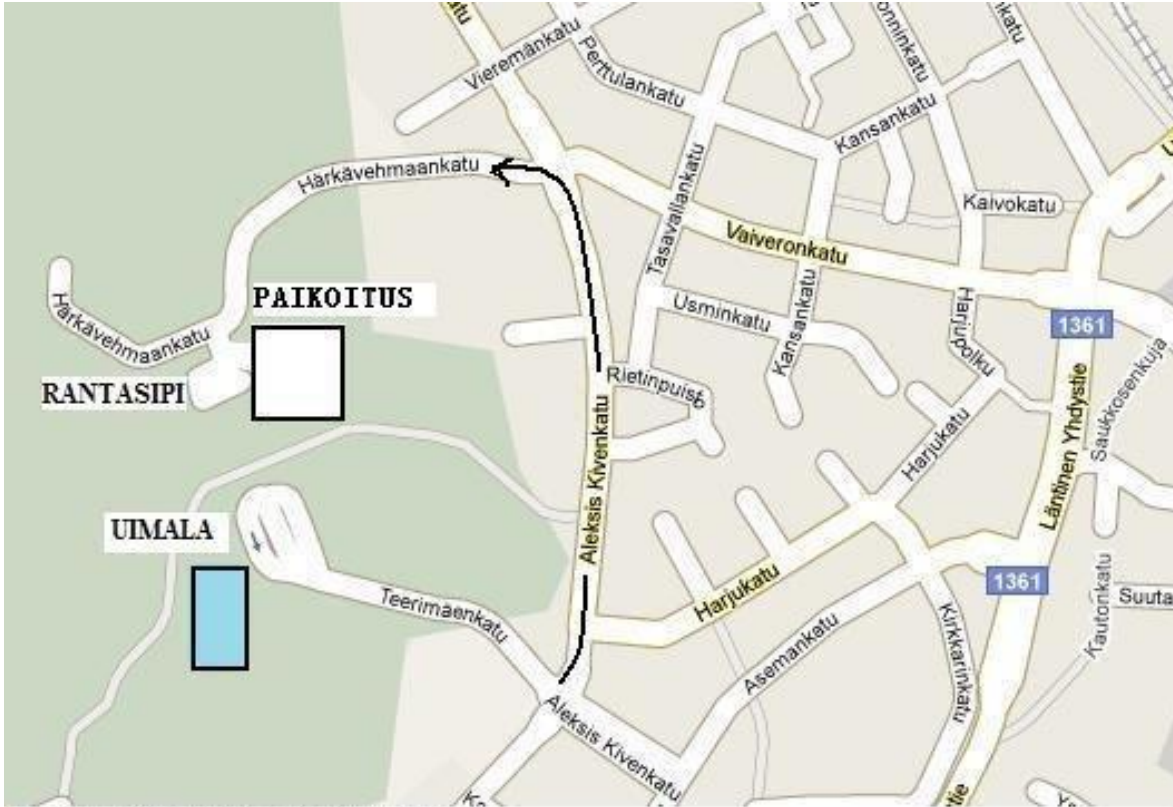 Vieremänkatu
Perttulankatu
Kansankatu
Härkävehmaankatu
Kaivokatu
Tasavallankatu
Vaiveronkatu
Härkävehmaankatu
PAIKOITUS
Usminkatu
Kansankatu
Harjupolku
1361
Saukkosenkuja
RANTASIPI
Rietinpuisto
Aleksis Kivenkatu
Harjukatu
Läntinen Yhdystie
UIMALA
Teerimäenkatu
Harjukatu
1361
Asemankatu
Kirkkarinkatu
Kautonkatu
Suuta
Aleksis Kivenkatu